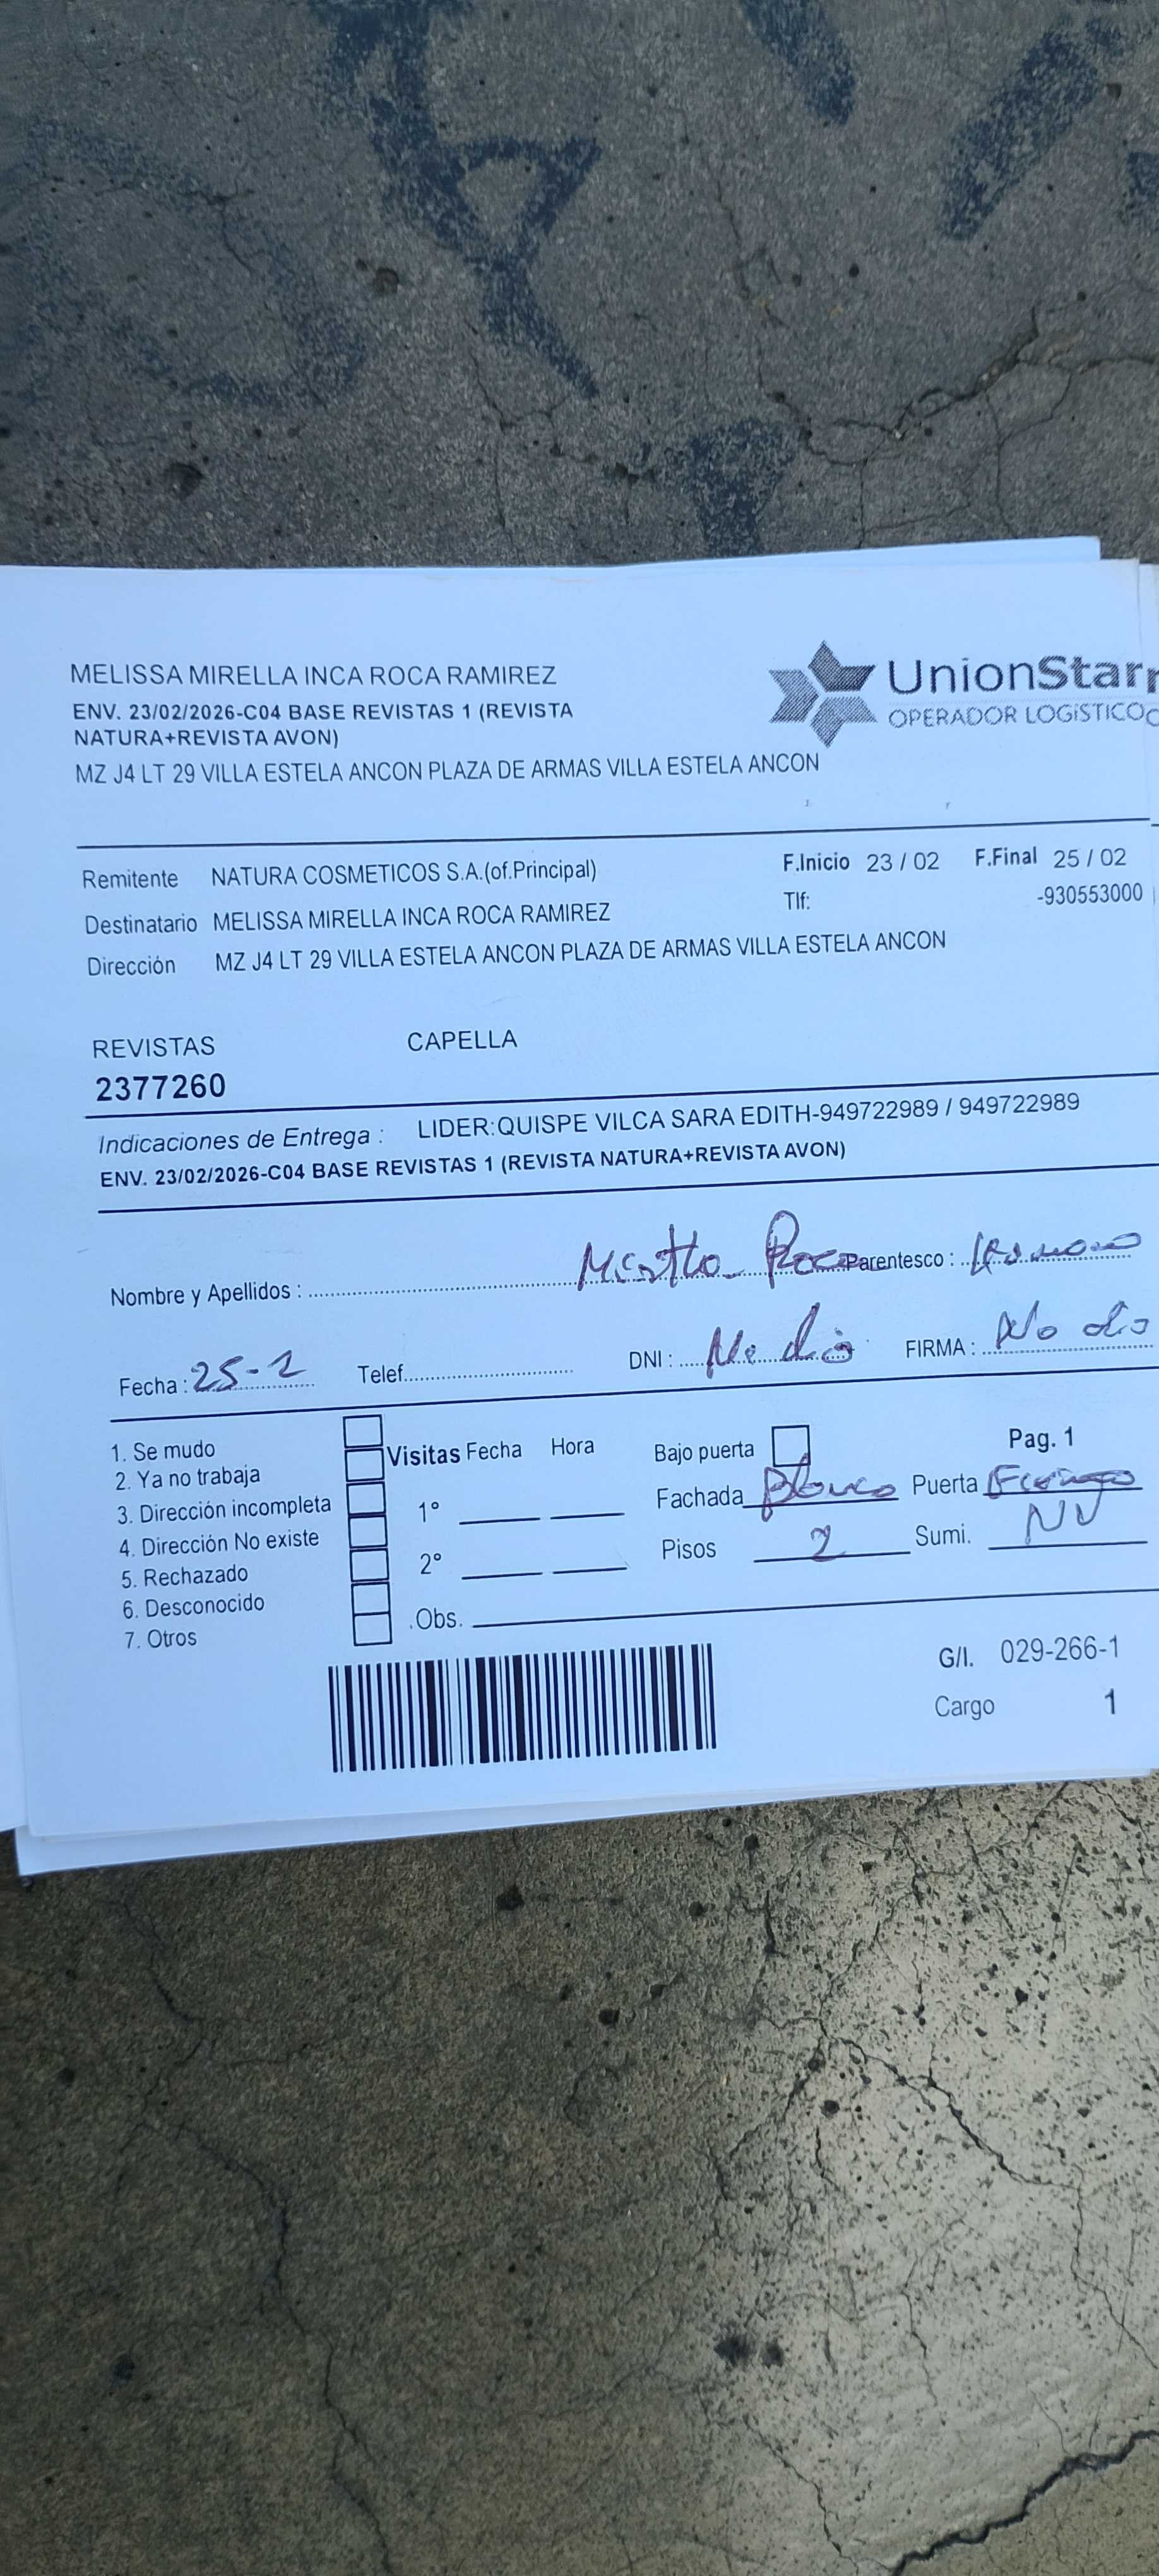 MELISSA MIRELLA INCA ROCA RAMIREZ
ENV. 23/02/2026-C04 BASE REVISTAS 1 (REVISTA
NATURA+REVISTA AVON)
MZ J4 LT 29 VILLA ESTELA ANCON PLAZA DE ARMAS VILLA ESTELA ANCON
UnionStar
OPERADOR LOGÍSTICO
Remitente NATURA COSMETICOS S.A.(of.Principal) F.Inicio 23 / 02 F.Final 25 / 02
Destinatario MELISSA MIRELLA INCA ROCA RAMIREZ Tlf: -930553000
Dirección MZ J4 LT 29 VILLA ESTELA ANCON PLAZA DE ARMAS VILLA ESTELA ANCON
REVISTAS CAPELLA
2377260
Indicaciones de Entrega : LIDER:QUISPE VILCA SARA EDITH-949722989 / 949722989
ENV. 23/02/2026-C04 BASE REVISTAS 1 (REVISTA NATURA+REVISTA AVON)
Nombre y Apellidos : Roca Parentesco :
Fecha : 25-2 Telef. DNI : No dio FIRMA : No dio
1. Se mudo
2. Ya no trabaja
3. Dirección incompleta
4. Dirección No existe
5. Rechazado
6. Desconocido
7. Otros
Visitas Fecha Hora
1°
2°
.Obs.
Bajo puerta Pag. 1
Fachada Blanco Puerta
Pisos 2 Sumi. NV
G/I. 029-266-1
Cargo 1